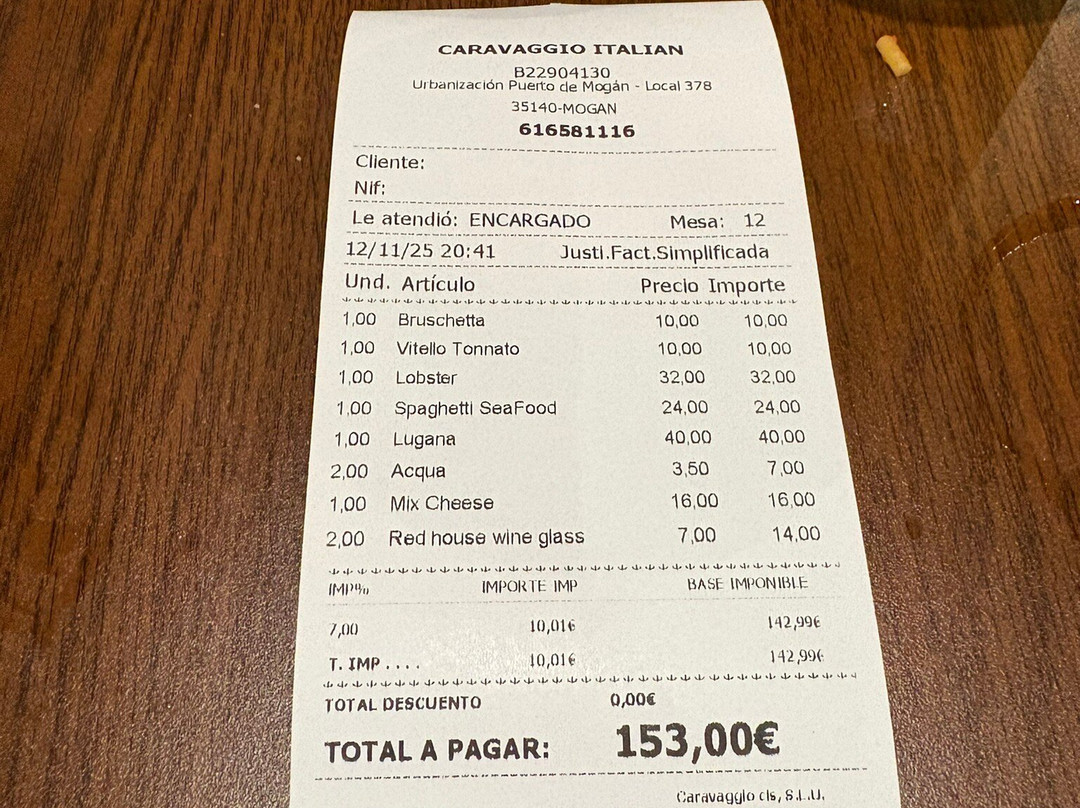 CARAVAGGIO ITALIAN
B22904130
Urbanización Puerto de Mogán - Local 378
35140-MOGAN
616581116
Cliente:
Nif:
Le atendió: ENCARGADO Mesa: 12
12/11/25 20:41 Justi.Fact.Simplificada
Und. Artículo Precio Importe
1,00 Bruschetta 10,00 10,00
1,00 Vitello Tonnato 10,00 10,00
1,00 Lobster 32,00 32,00
1,00 Spaghetti SeaFood 24,00 24,00
1,00 Lugana 40,00 40,00
2,00 Acqua 3,50 7,00
1,00 Mix Cheese 16,00 16,00
2,00 Red house wine glass 7,00 14,00
IMP% IMPORTE IMP BASE IMPONIBLE
7,00 10,01€ 142,99€
T. IMP .... 10,01€ 142,99€
TOTAL DESCUENTO 0,00€
TOTAL A PAGAR: 153,00€
Caravaggio cis, S.L.U.